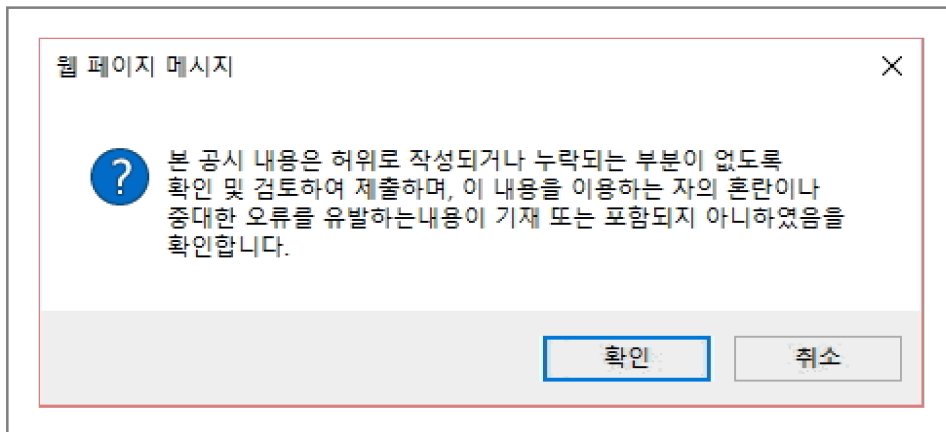 웹 페이지 메시지
본 공시 내용은 허위로 작성되거나 누락되는 부분이 없도록
확인 및 검토하여 제출하며, 이 내용을 이용하는 자의 혼란이나
중대한 오류를 유발하는내용이 기재 또는 포함되지 아니하였음을
확인합니다.
확인
취소